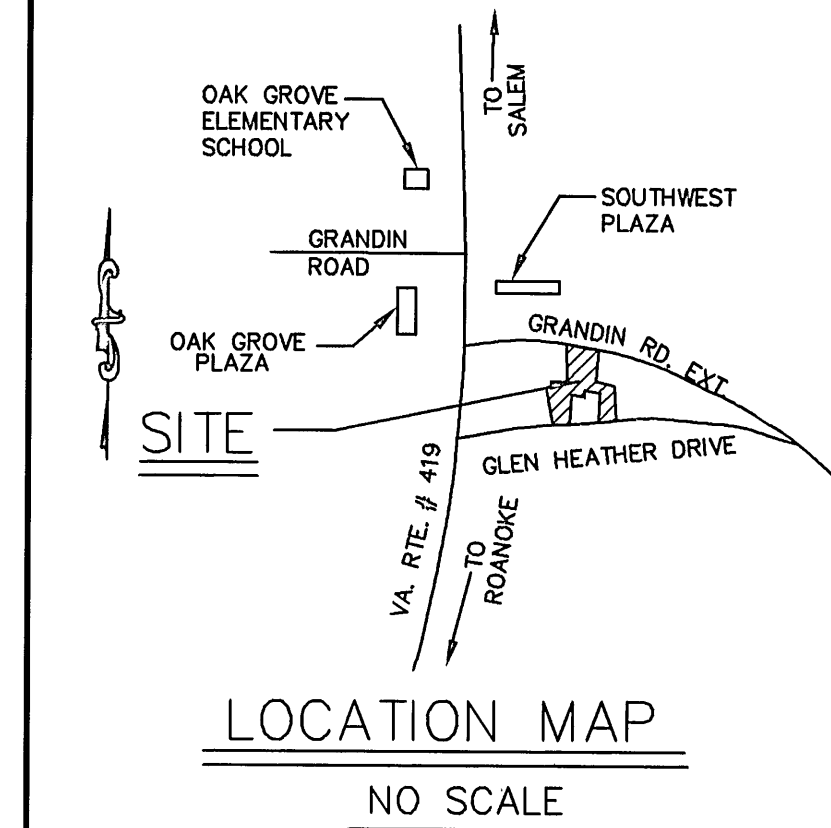 OAK GROVE
ELEMENTARY
SCHOOL
TO
SALEM
SOUTHWEST
PLAZA
GRANDIN
ROAD
OAK GROVE
PLAZA
GRANDIN RD. EXT.
SITE
GLEN HEATHER DRIVE
VA. RTE. # 419
TO
ROANOKE
LOCATION MAP
NO SCALE